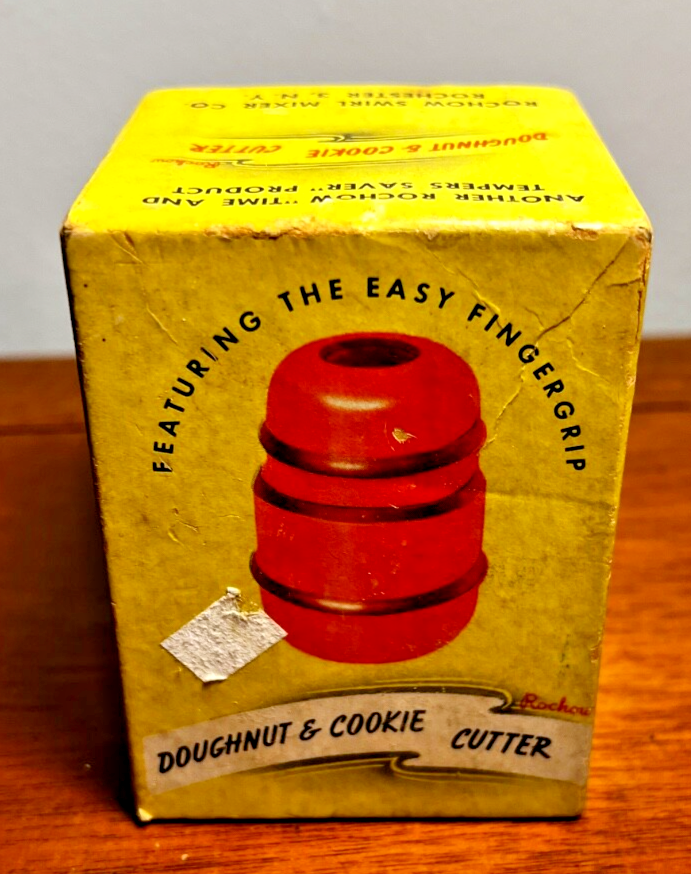 ROCHOW SWIRL MIXER CO.
ROCHESTER 3, N. Y.
Rochow
DOUGHNUT & COOKIE CUTTER
ANOTHER ROCHOW "TIME AND
TEMPERS SAVER" PRODUCT
FEATURING THE EASY FINGERGRIP
Rochow
DOUGHNUT & COOKIE CUTTER